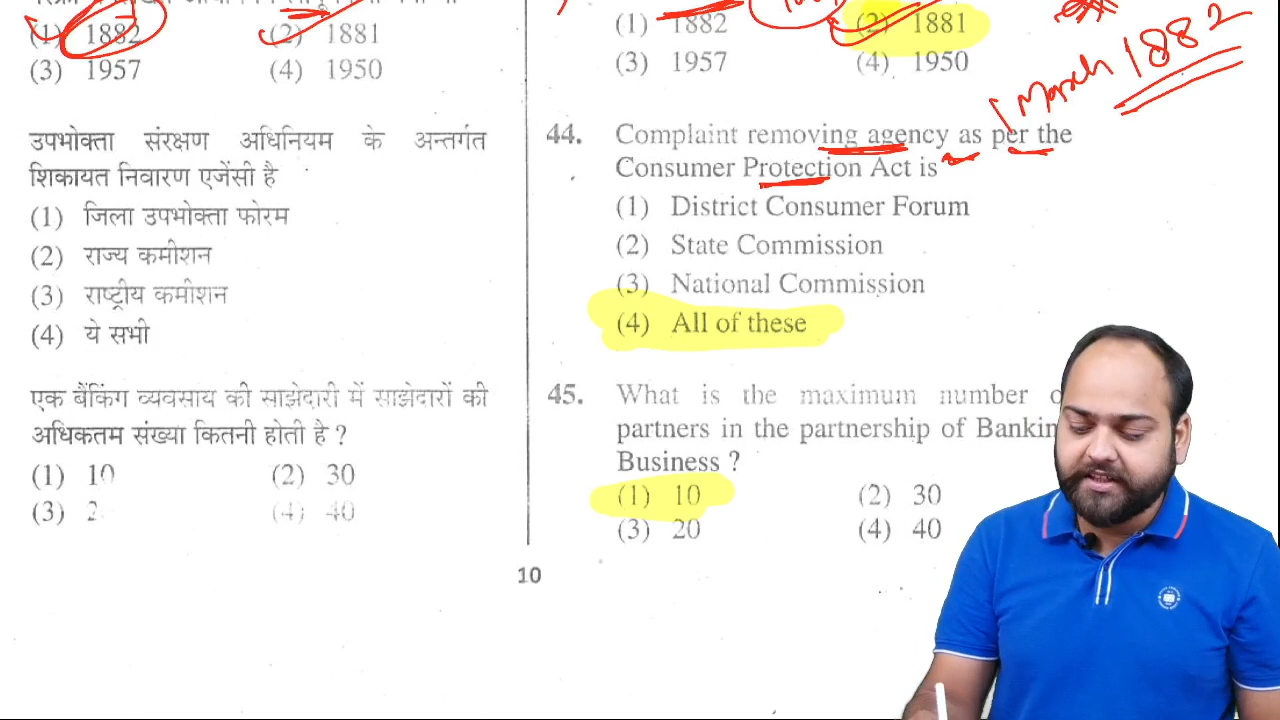 (1) 1882 (2) 1881
(3) 1957 (4) 1950
उपभोक्ता संरक्षण अधिनियम के अन्तर्गत
शिकायत निवारण एजेंसी है
(1) जिला उपभोक्ता फोरम
(2) राज्य कमीशन
(3) राष्ट्रीय कमीशन
(4) ये सभी
एक बैंकिंग व्यवसाय की साझेदारी में साझेदारों की
अधिकतम संख्या कितनी होती है ?
(1) 10 (2) 30
(3) (4) 40
(1) 1882 (2) 1881
(3) 1957 (4) 1950
1 March 1882
44. Complaint removing agency as per the
Consumer Protection Act is
(1) District Consumer Forum
(2) State Commission
(3) National Commission
(4) All of these
45. What is the maximum number
partners in the partnership of
Business ?
(1) 10 (2) 30
(3) 20 (4) 40
10